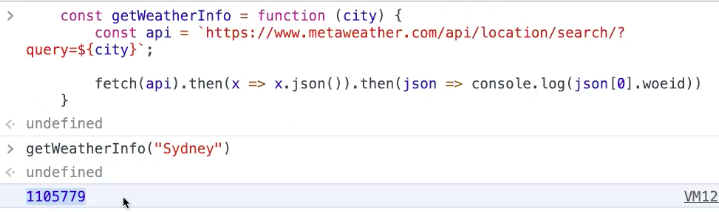 const getWeatherInfo = function (city) {
const api = `https://www.metaweather.com/api/location/search/?
query=${city}`;
fetch(api).then(x => x.json()).then(json => console.log(json[0].woeid))
}
undefined
getWeatherInfo("Sydney")
undefined
1105779 VM12